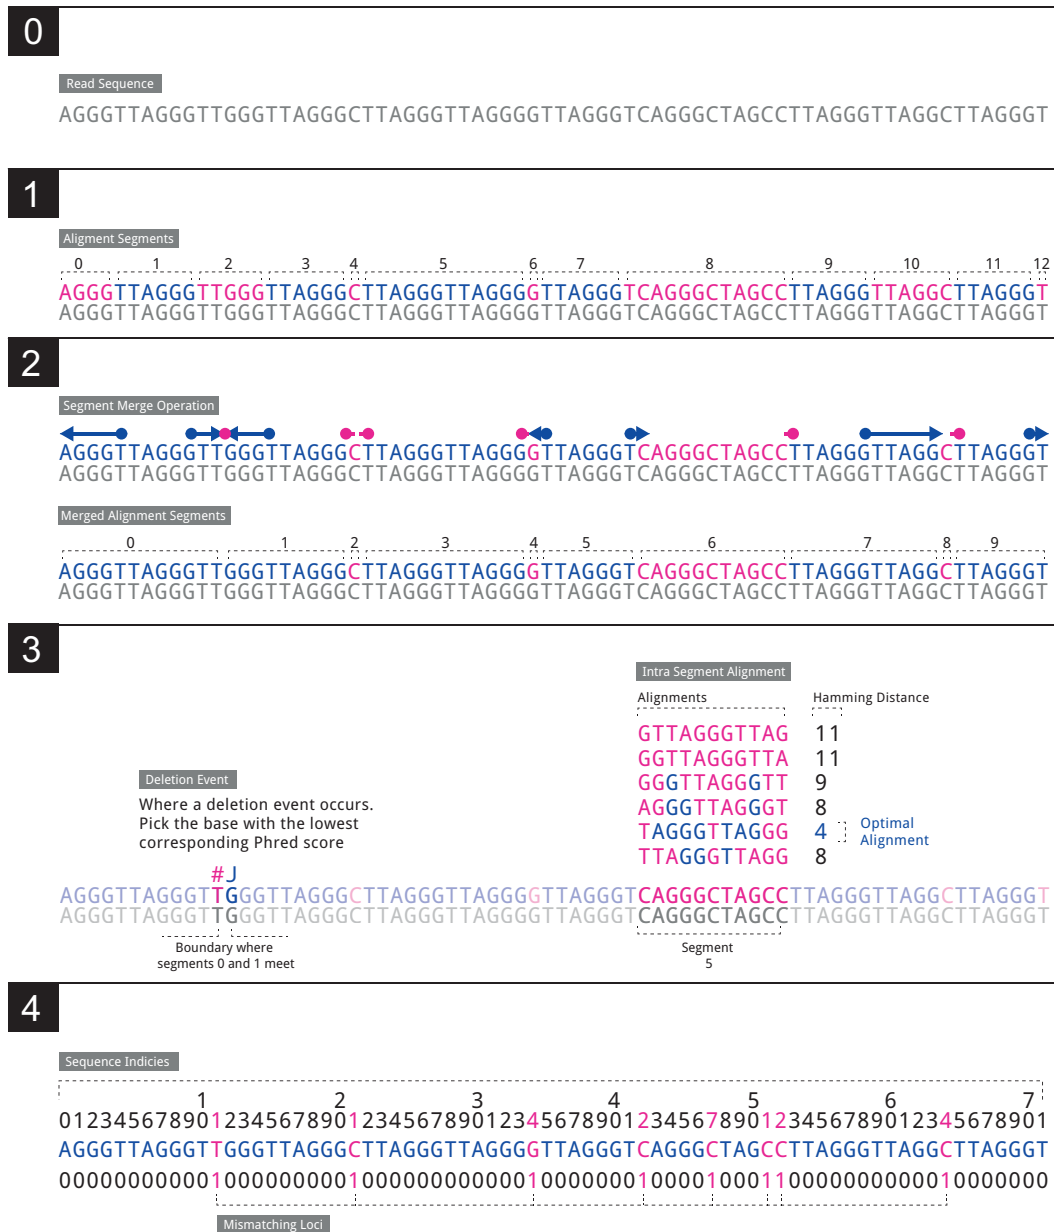 0
Read Sequence
AGGGTTAGGGTTGGGTTAGGGCTTAGGGTTAGGGGTTAGGGTCAGGGCTAGCCTTAGGGTTAGGCTTAGGGT
1
Aligment Segments
0 1 2 3 4 5 6 7 8 9 10 11 12
AGGGTTAGGGTTGGGTTAGGGCTTAGGGTTAGGGGTTAGGGTCAGGGCTAGCCTTAGGGTTAGGCTTAGGGT
AGGGTTAGGGTTGGGTTAGGGCTTAGGGTTAGGGGTTAGGGTCAGGGCTAGCCTTAGGGTTAGGCTTAGGGT
2
Segment Merge Operation
AGGGTTAGGGTTGGGTTAGGGCTTAGGGTTAGGGGTTAGGGTCAGGGCTAGCCTTAGGGTTAGGCTTAGGGT
AGGGTTAGGGTTGGGTTAGGGCTTAGGGTTAGGGGTTAGGGTCAGGGCTAGCCTTAGGGTTAGGCTTAGGGT
Merged Alignment Segments
0 1 2 3 4 5 6 7 8 9
AGGGTTAGGGTTGGGTTAGGGCTTAGGGTTAGGGGTTAGGGTCAGGGCTAGCCTTAGGGTTAGGCTTAGGGT
AGGGTTAGGGTTGGGTTAGGGCTTAGGGTTAGGGGTTAGGGTCAGGGCTAGCCTTAGGGTTAGGCTTAGGGT
3
Intra Segment Alignment
Alignments Hamming Distance
GTTAGGGTTAG 11
GGTTAGGGTTA 11
GGGTTAGGGTT 9
AGGGTTAGGGT 8
TAGGGTTAGGG 4
TTAGGGTTAGG 8
Optimal
Alignment
Deletion Event
Where a deletion event occurs.
Pick the base with the lowest
corresponding Phred score
#J
AGGGTTAGGGTTGGGTTAGGGCTTAGGGTTAGGGGTTAGGGTCAGGGCTAGCCTTAGGGTTAGGCTTAGGGT
AGGGTTAGGGTTGGGTTAGGGCTTAGGGTTAGGGGTTAGGGTCAGGGCTAGCCTTAGGGTTAGGCTTAGGGT
Boundary where
segments 0 and 1 meet
Segment
5
4
Sequence Indicies
1 2 3 4 5 6 7
012345678901234567890123456789012345678901234567890123456789012345678901
AGGGTTAGGGTTGGGTTAGGGCTTAGGGTTAGGGGTTAGGGTCAGGGCTAGCCTTAGGGTTAGGCTTAGGGT
000000000001000000000100000000000010000000100001000110000000000010000000
Mismatching Loci